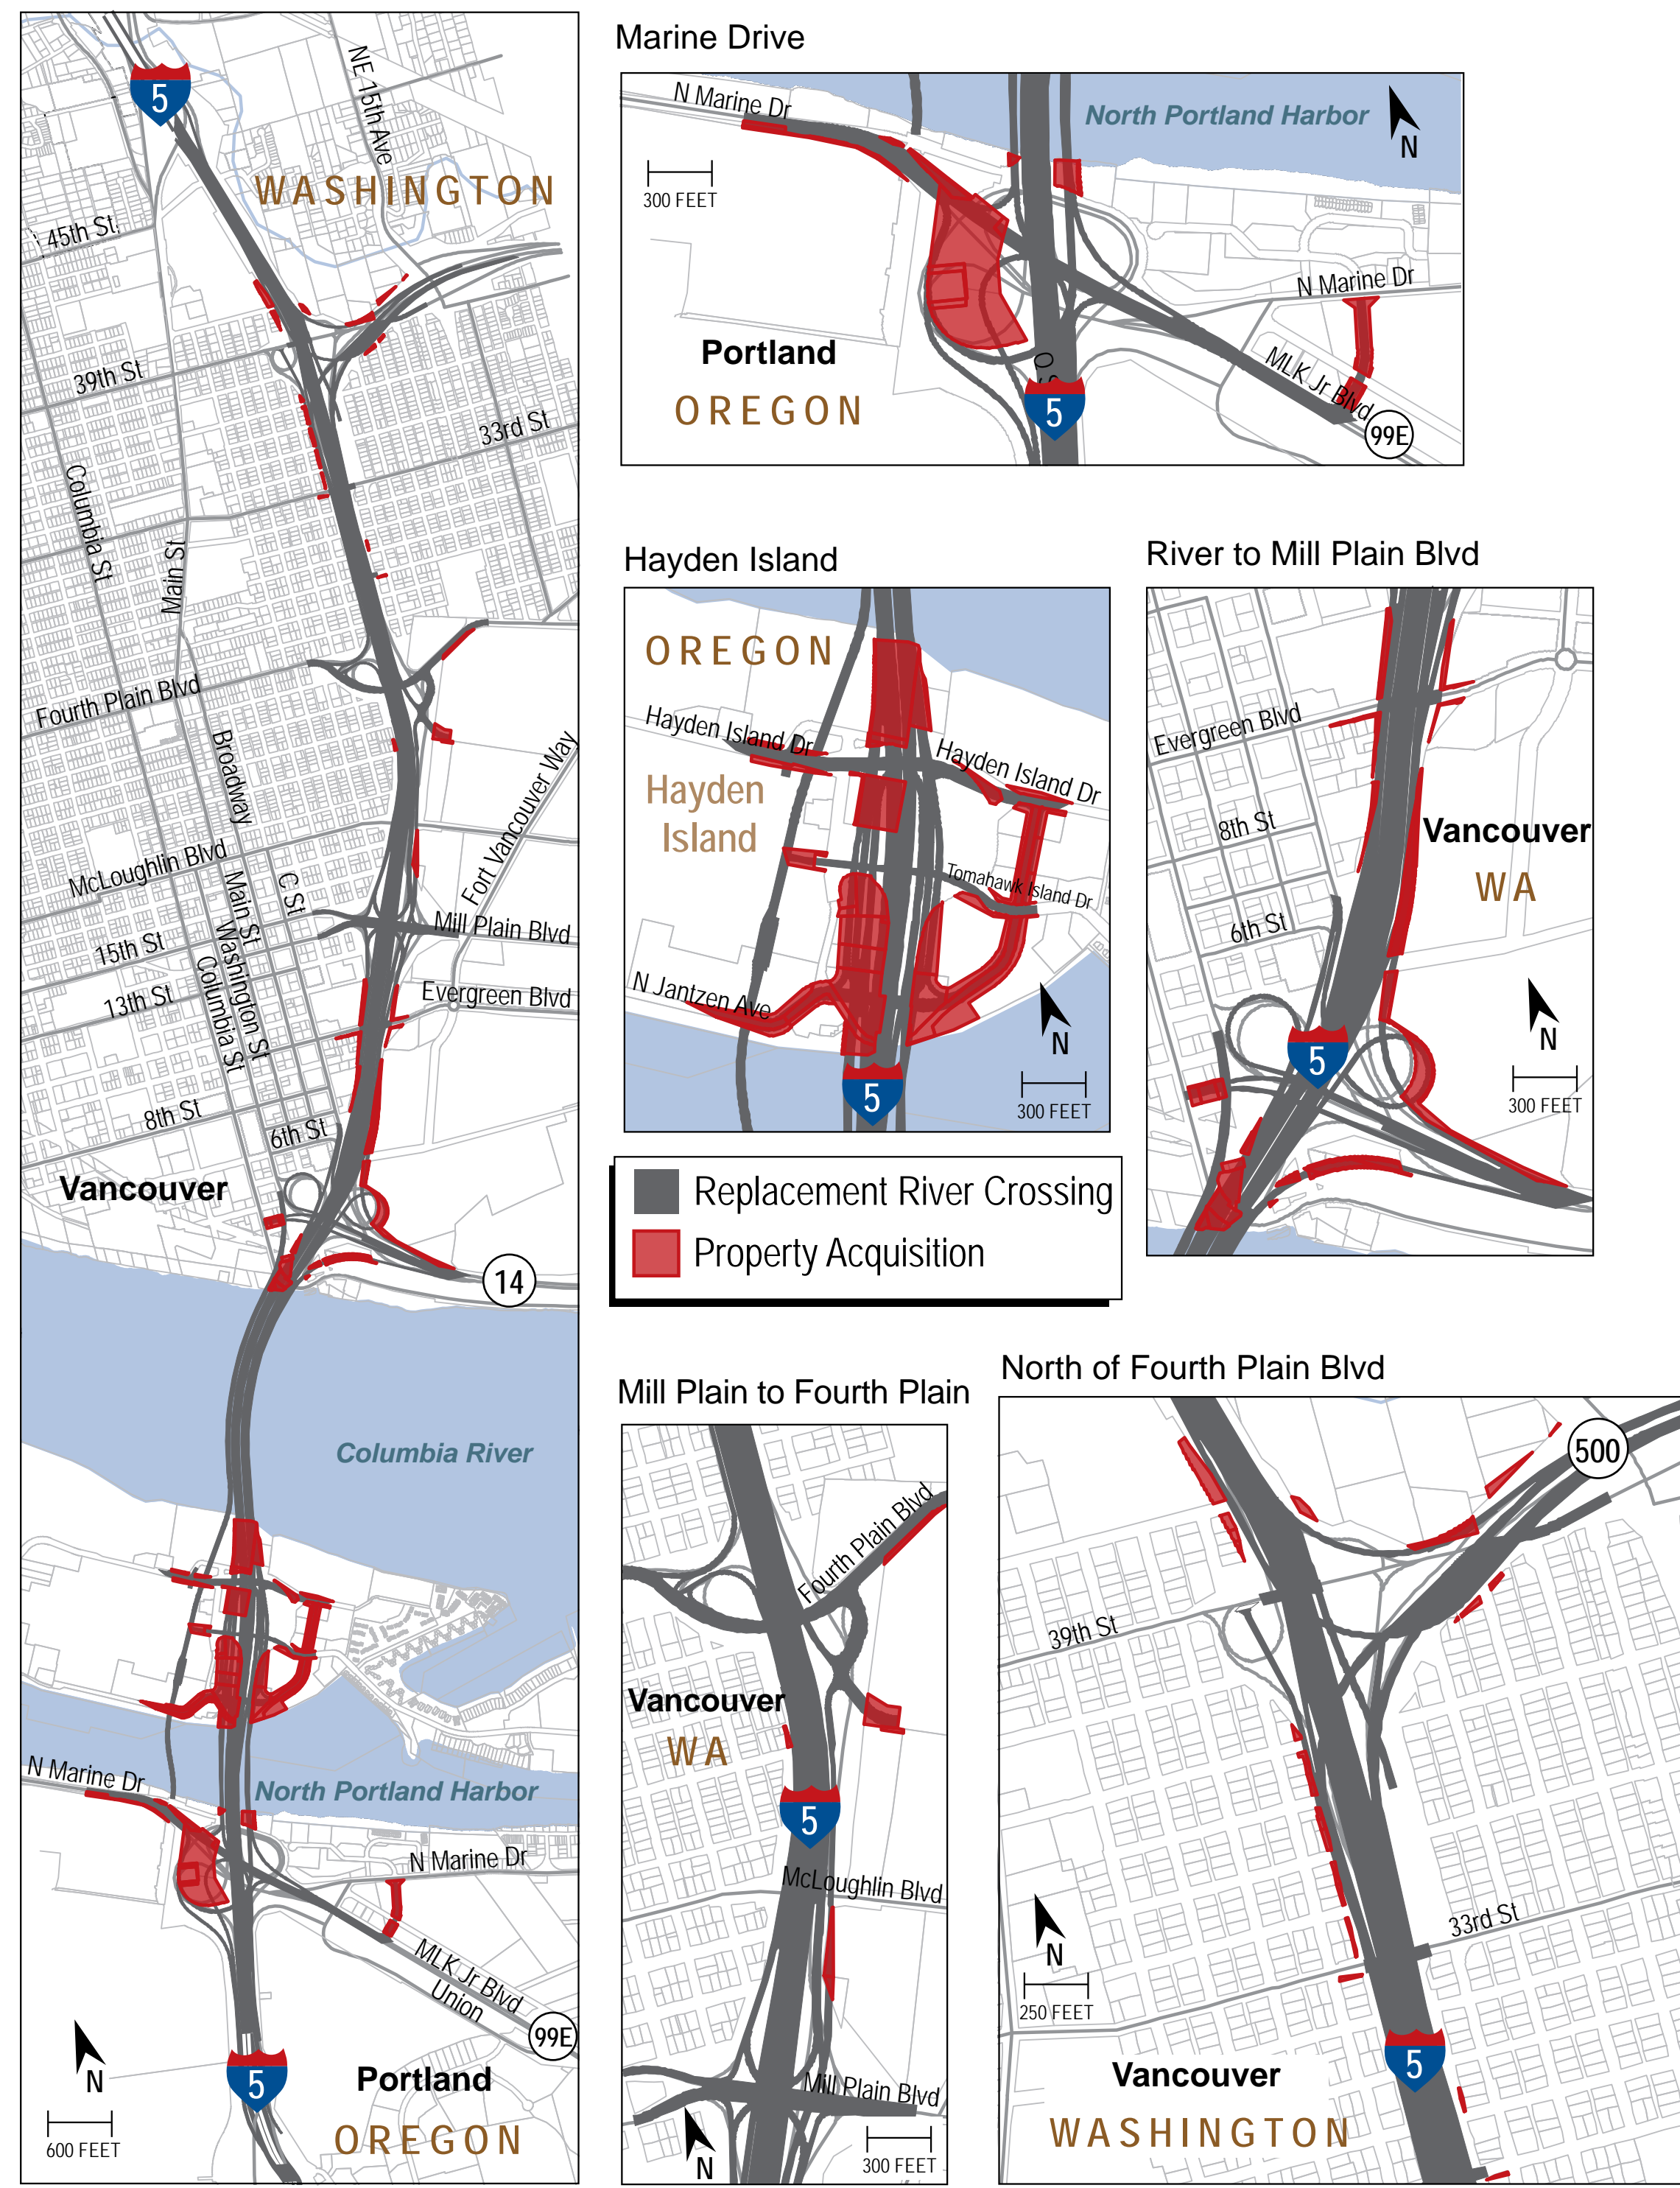 5
NE 15th Ave
WASHINGTON
45th St
39th St
33rd St
Columbia St
Main St
Fourth Plain Blvd
Broadway
Fort Vancouver Way
McLoughlin Blvd
Main St
C St
Mill Plain Blvd
15th St
Washington St
Columbia St
13th St
Evergreen Blvd
8th St
6th St
Vancouver
14
Columbia River
N Marine Dr
North Portland Harbor
N Marine Dr
MLK Jr Blvd
Union
99E
N
5
Portland
600 FEET
OREGON
Marine Drive
N Marine Dr
North Portland Harbor
N
300 FEET
N Marine Dr
Portland
MLK Jr Blvd
OREGON
5
99E
Hayden Island
OREGON
Hayden Island Dr
Hayden Island Dr
Hayden
Island
Tomahawk Island Dr
N Jantzen Ave
N
5
300 FEET
River to Mill Plain Blvd
Evergreen Blvd
8th St
Vancouver
WA
6th St
N
5
300 FEET
Replacement River Crossing
Property Acquisition
Mill Plain to Fourth Plain
Fourth Plain Blvd
Vancouver
WA
5
McLoughlin Blvd
Mill Plain Blvd
N
300 FEET
North of Fourth Plain Blvd
500
39th St
33rd St
N
250 FEET
5
Vancouver
WASHINGTON